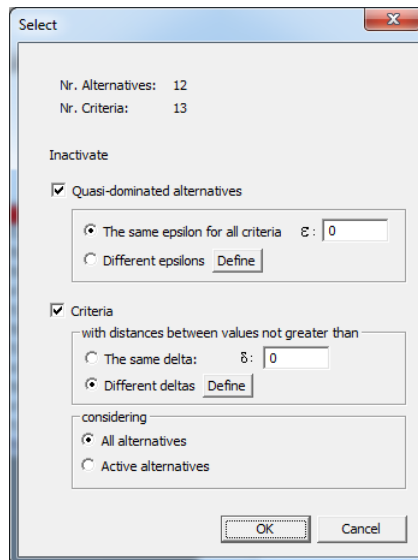 Select
Nr. Alternatives: 12
Nr. Criteria: 13
Inactivate
Quasi-dominated alternatives
The same epsilon for all criteria ε: 0
Different epsilons Define
Criteria
with distances between values not greater than
The same delta: δ: 0
Different deltas Define
considering
All alternatives
Active alternatives
OK Cancel